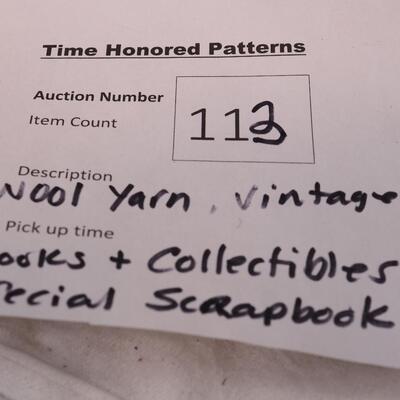 Time Honored Patterns
Auction Number
Item Count
113
Description
Wool Yarn, Vintage
Pick up time
ooks + Collectibles
ecial Scrapbook